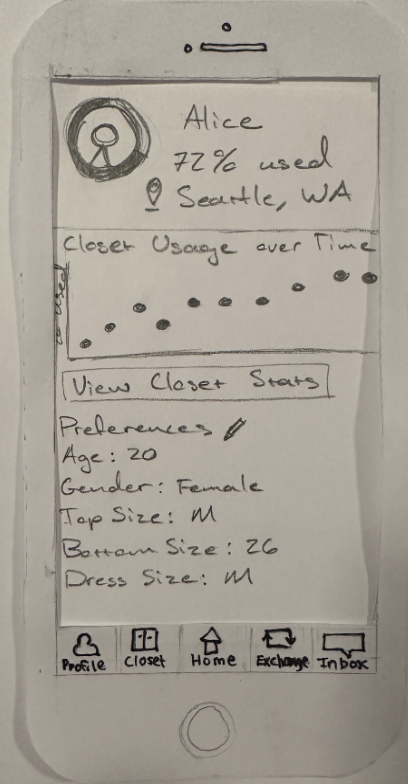 Alice
72% used
Seattle, WA
Closet Usage over Time
% used
View Closet Stats
Preferences
Age: 20
Gender: Female
Top Size: M
Bottom Size: 26
Dress Size: M
Profile Closet Home Exchange Inbox